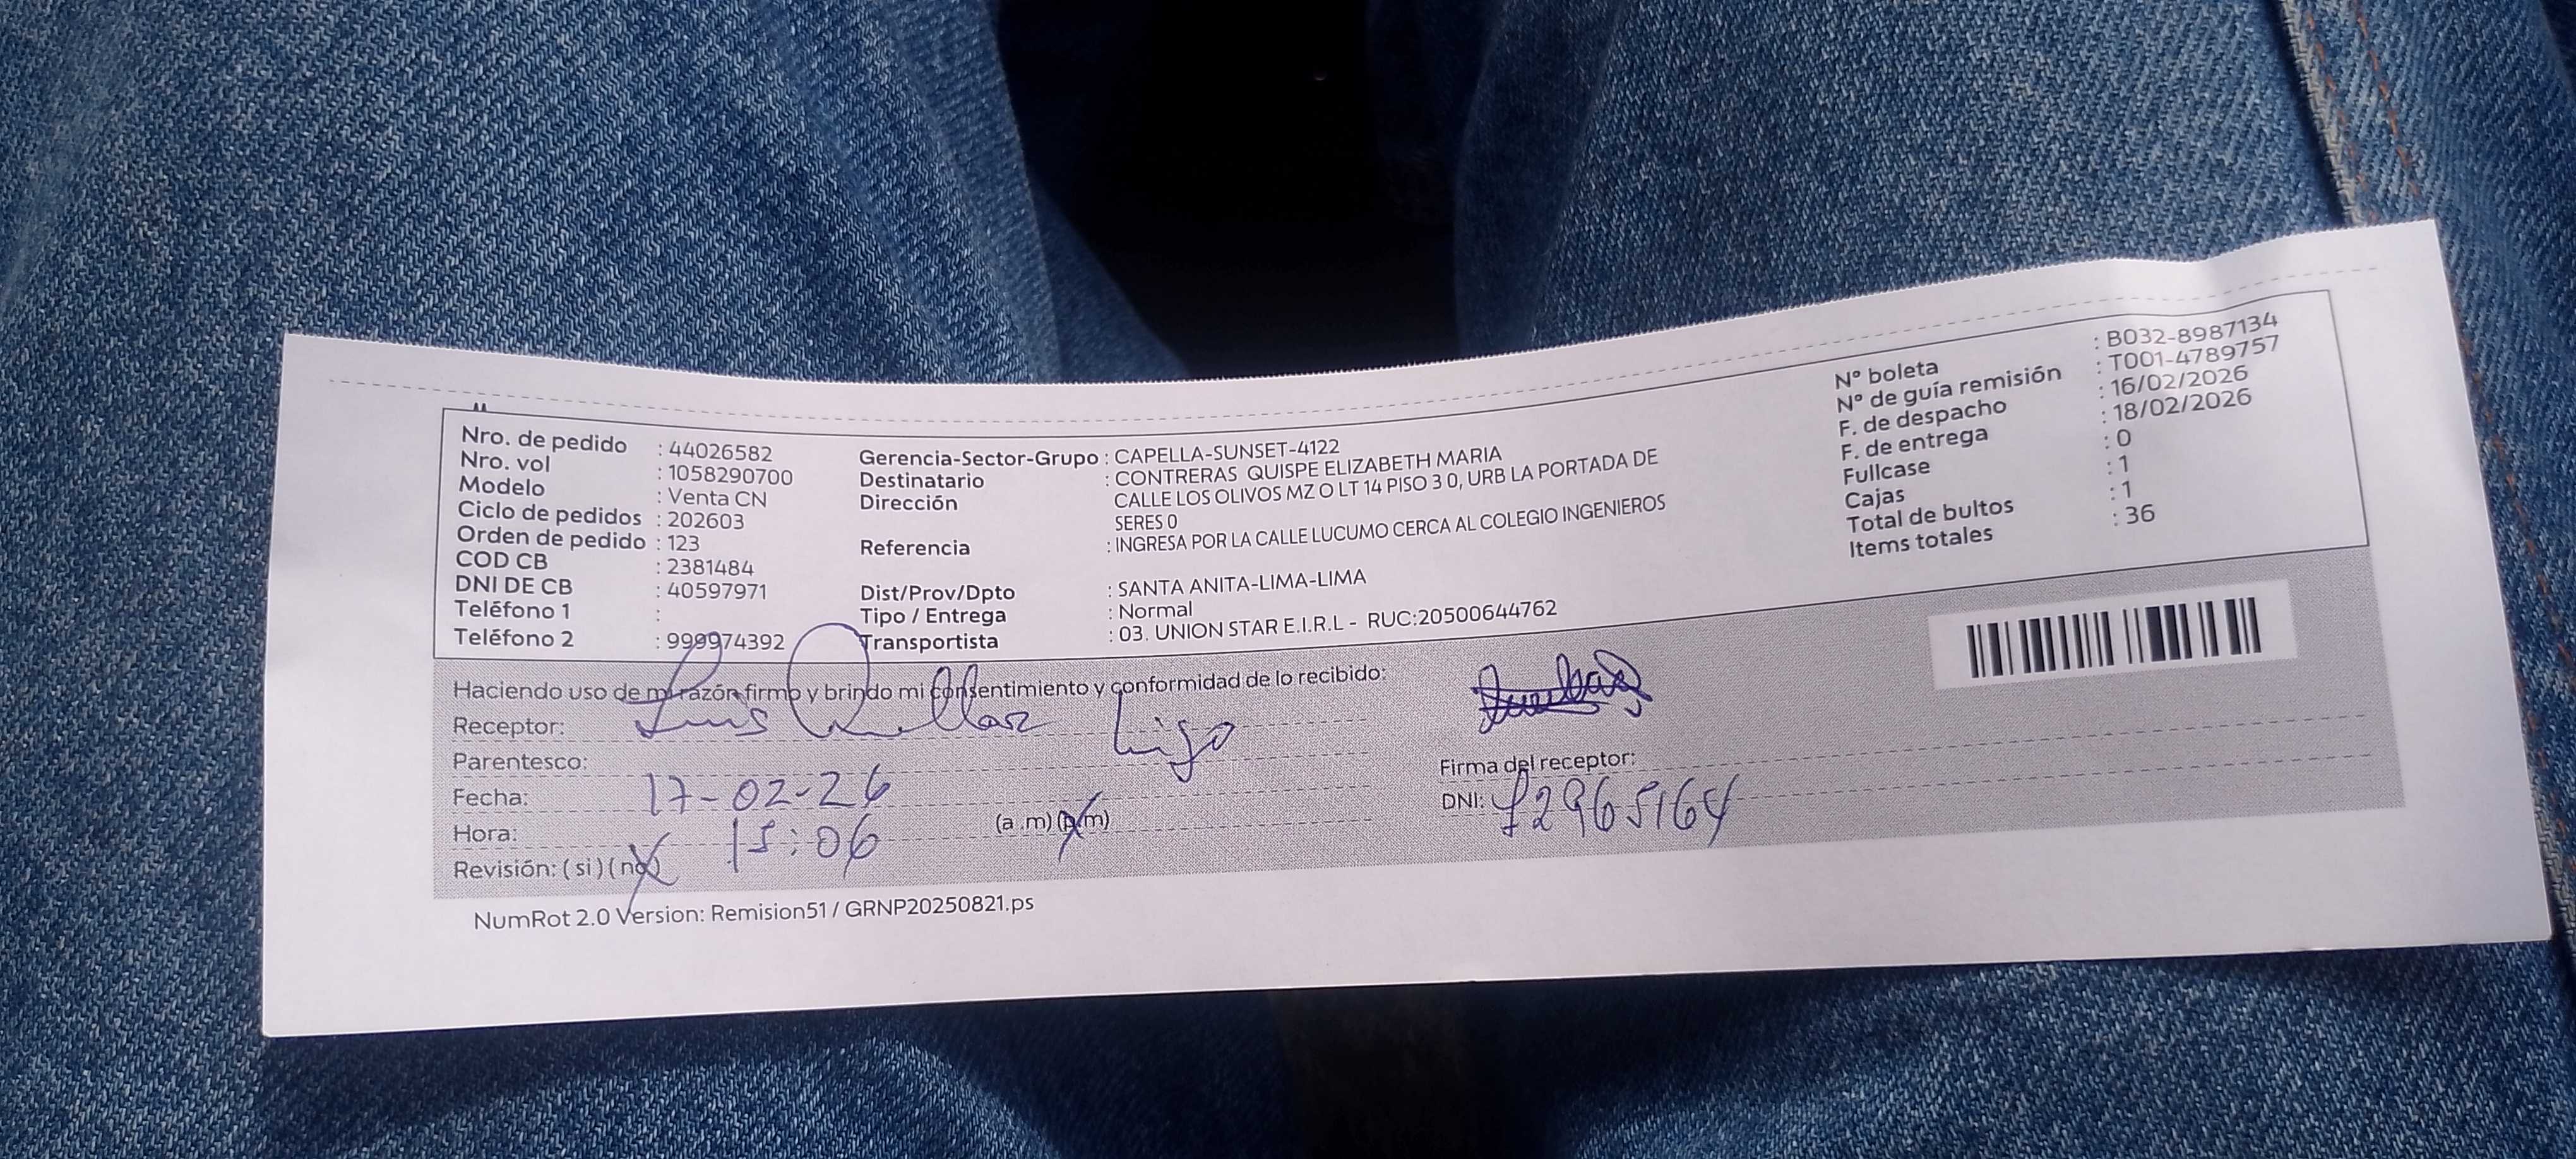 Nro. de pedido : 44026582
Nro. vol : 1058290700
Modelo : Venta CN
Ciclo de pedidos : 202603
Orden de pedido : 123
COD CB : 2381484
DNI DE CB : 40597971
Teléfono 1 :
Teléfono 2 : 999974392
Gerencia-Sector-Grupo : CAPELLA-SUNSET-4122
Destinatario : CONTRERAS QUISPE ELIZABETH MARIA
Dirección CALLE LOS OLIVOS MZ O LT 14 PISO 3 0, URB LA PORTADA DE
SERES 0
Referencia : INGRESA POR LA CALLE LUCUMO CERCA AL COLEGIO INGENIEROS
Dist/Prov/Dpto : SANTA ANITA-LIMA-LIMA
Tipo / Entrega : Normal
Transportista : 03. UNION STAR E.I.R.L - RUC:20500644762
Nº boleta : B032-8987134
Nº de guía remisión : T001-4789757
F. de despacho : 16/02/2026
F. de entrega : 18/02/2026
Fullcase : 0
Cajas : 1
Total de bultos : 1
Items totales : 36
Haciendo uso de mi razón firmo y brindo mi consentimiento y conformidad de lo recibido:
Receptor: Luis
Parentesco: Hijo
Fecha: 17-02-26
Hora: 15:06 (a.m) (p.m)
Revisión: (si) (no)
Firma del receptor:
DNI: 72965164
NumRot 2.0 Version: Remision51 / GRNP20250821.ps